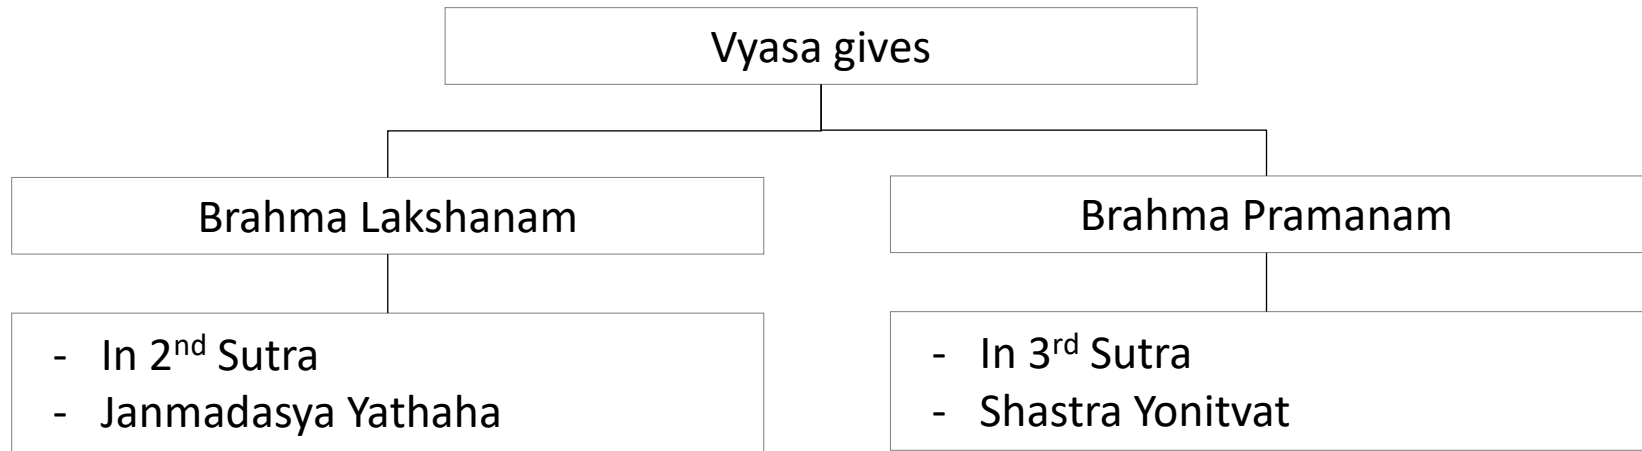 Vyasa gives
Brahma Lakshanam
Brahma Pramanam
- In 2nd Sutra
- Janmadasya Yathaha
- In 3rd Sutra
- Shastra Yonitvat